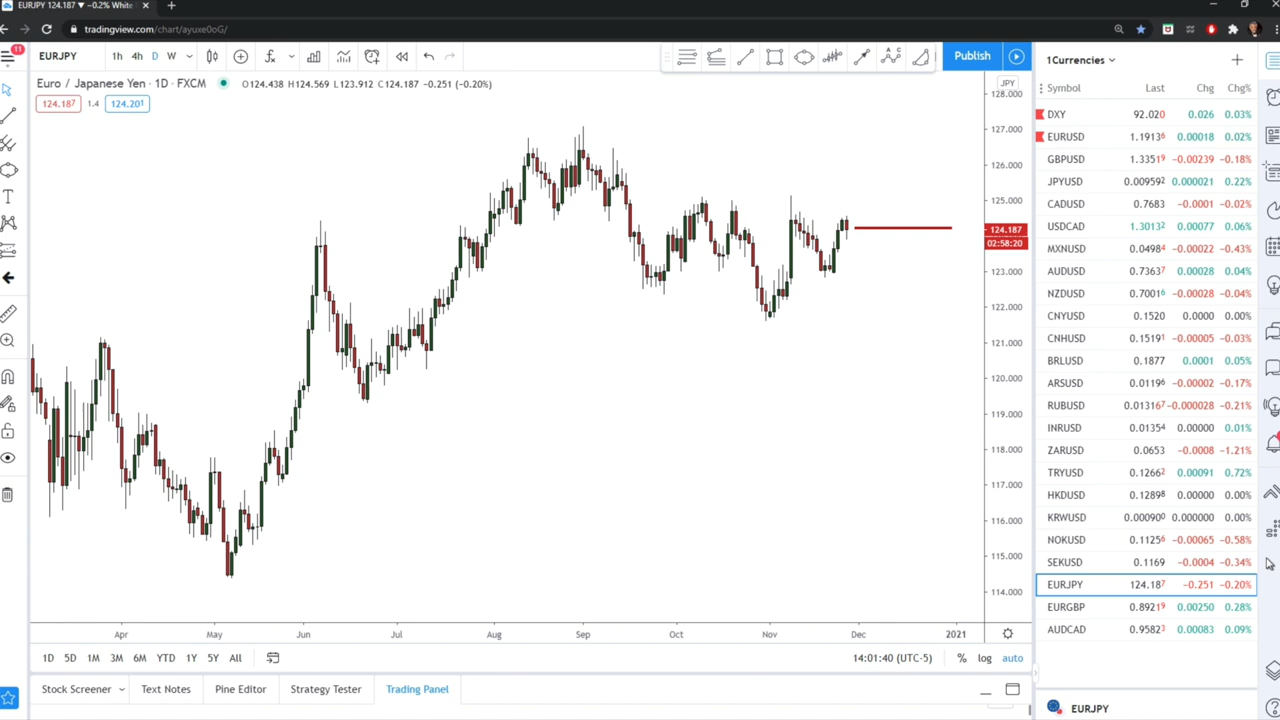 EURJPY 124.187 ▼ −0.2% White
tradingview.com/chart/ayuxe0oG/
11
EURJPY 1h 4h D W
Publish
1Currencies
Euro / Japanese Yen · 1D · FXCM O124.438 H124.569 L123.912 C124.187 −0.251 (−0.20%)
124.187 1.4 124.201
JPY
128.000
127.000
126.000
125.000
124.187
02:58:20
123.000
122.000
121.000
120.000
119.000
118.000
117.000
116.000
115.000
114.000
Apr May Jun Jul Aug Sep Oct Nov Dec 2021
Symbol Last Chg Chg%
DXY 92.020 0.026 0.03%
EURUSD 1.19136 0.00018 0.02%
GBPUSD 1.33519 −0.00239 −0.18%
JPYUSD 0.009592 0.000021 0.22%
CADUSD 0.7683 −0.0001 −0.02%
USDCAD 1.30132 0.00077 0.06%
MXNUSD 0.04984 −0.00022 −0.43%
AUDUSD 0.73637 0.00028 0.04%
NZDUSD 0.70016 −0.00028 −0.04%
CNYUSD 0.1520 0.0000 0.00%
CNHUSD 0.15191 −0.00005 −0.03%
BRLUSD 0.1877 0.0001 0.05%
ARSUSD 0.01196 −0.00002 −0.17%
RUBUSD 0.013167 −0.000028 −0.21%
INRUSD 0.01354 0.00000 0.01%
ZARUSD 0.0653 −0.0008 −1.21%
TRYUSD 0.12662 0.00091 0.72%
HKDUSD 0.12898 0.00000 0.00%
KRWUSD 0.000900 0.000000 0.00%
NOKUSD 0.11256 −0.00065 −0.58%
SEKUSD 0.1169 −0.0004 −0.34%
EURJPY 124.187 −0.251 −0.20%
EURGBP 0.89219 0.00250 0.28%
AUDCAD 0.95823 0.00083 0.09%
1D 5D 1M 3M 6M YTD 1Y 5Y All
14:01:40 (UTC-5) % log auto
Stock Screener Text Notes Pine Editor Strategy Tester Trading Panel
EURJPY